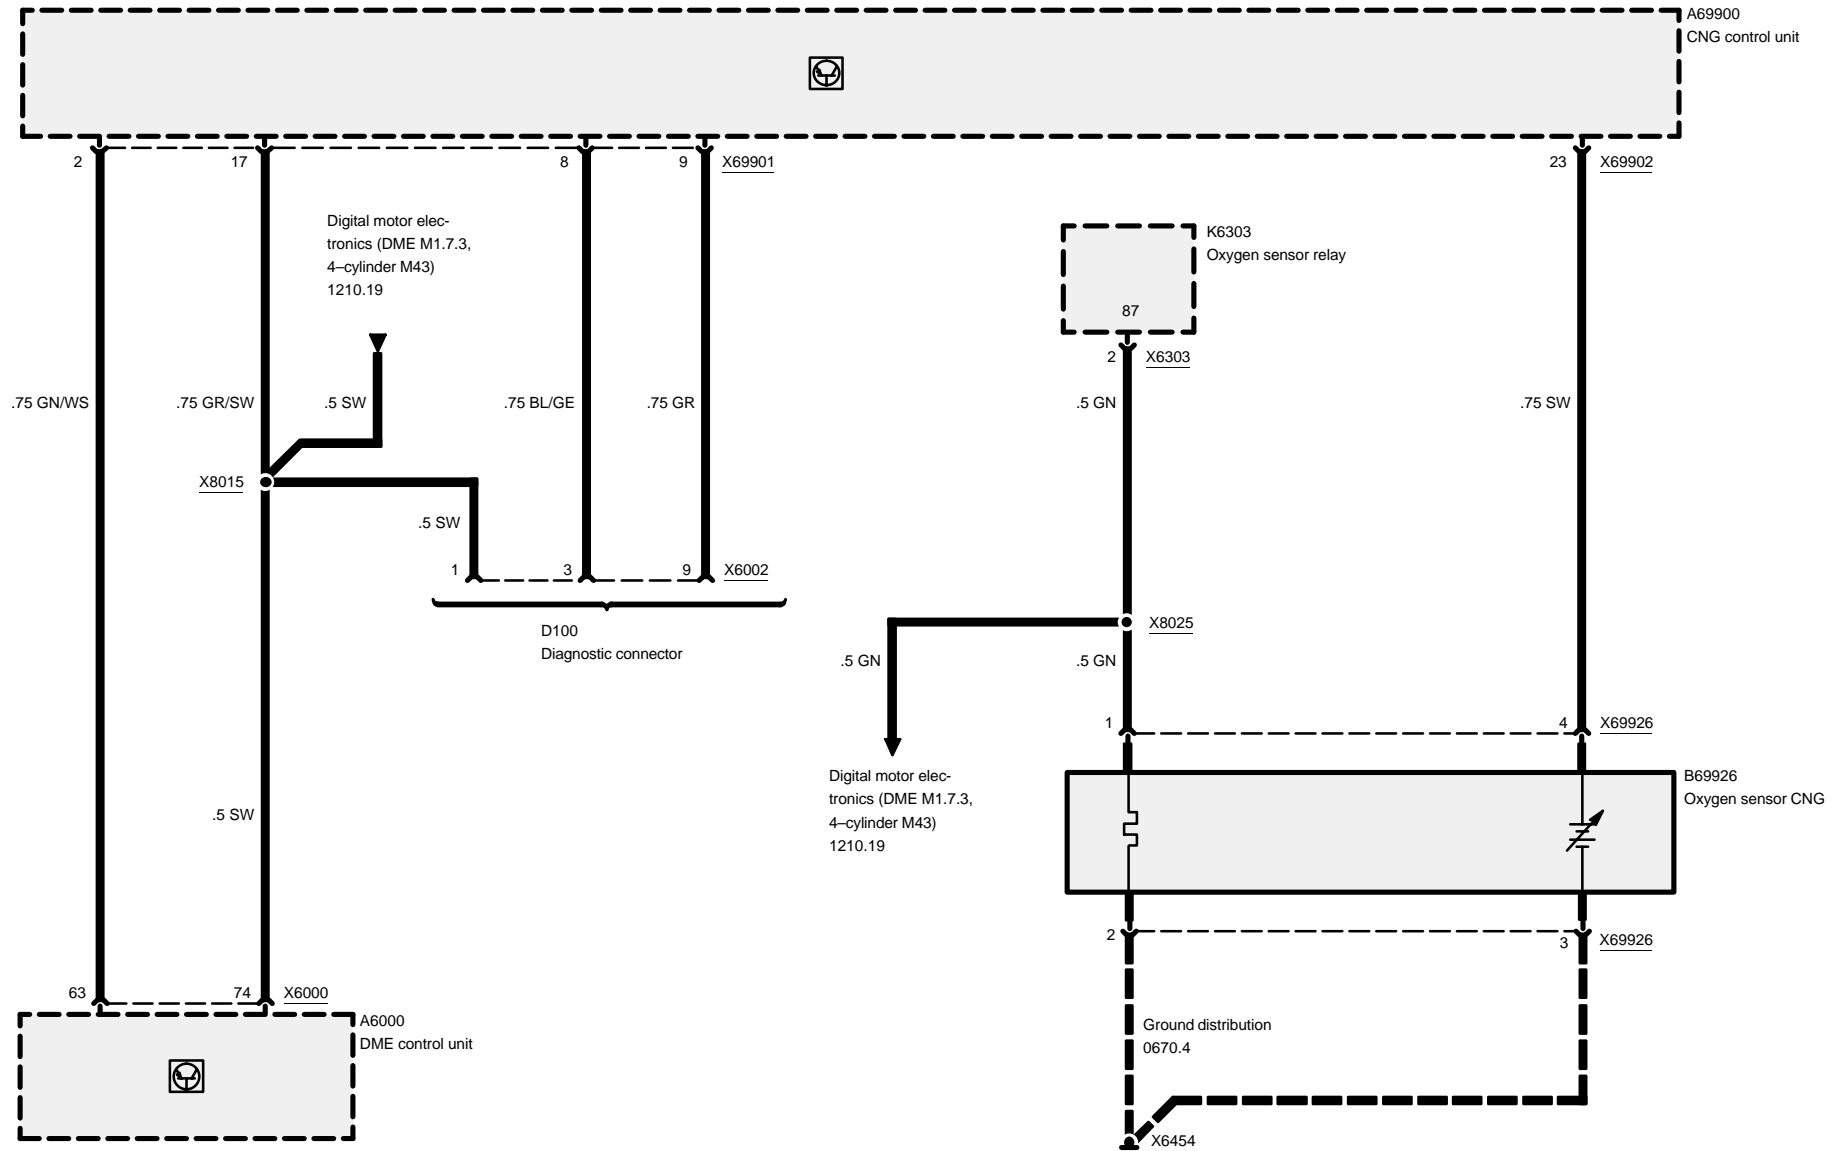 A69900
CNG control unit
2
17
8
9
X69901
23
X69902
Digital motor elec-
tronics (DME M1.7.3,
4–cylinder M43)
1210.19
K6303
Oxygen sensor relay
87
2
X6303
.75 GN/WS
.75 GR/SW
.5 SW
.75 BL/GE
.75 GR
.5 GN
.75 SW
X8015
.5 SW
1
3
9
X6002
D100
Diagnostic connector
X8025
.5 GN
.5 GN
1
4
X69926
Digital motor elec-
tronics (DME M1.7.3,
4–cylinder M43)
1210.19
B69926
Oxygen sensor CNG
.5 SW
2
3
X69926
63
74
X6000
A6000
DME control unit
Ground distribution
0670.4
X6454